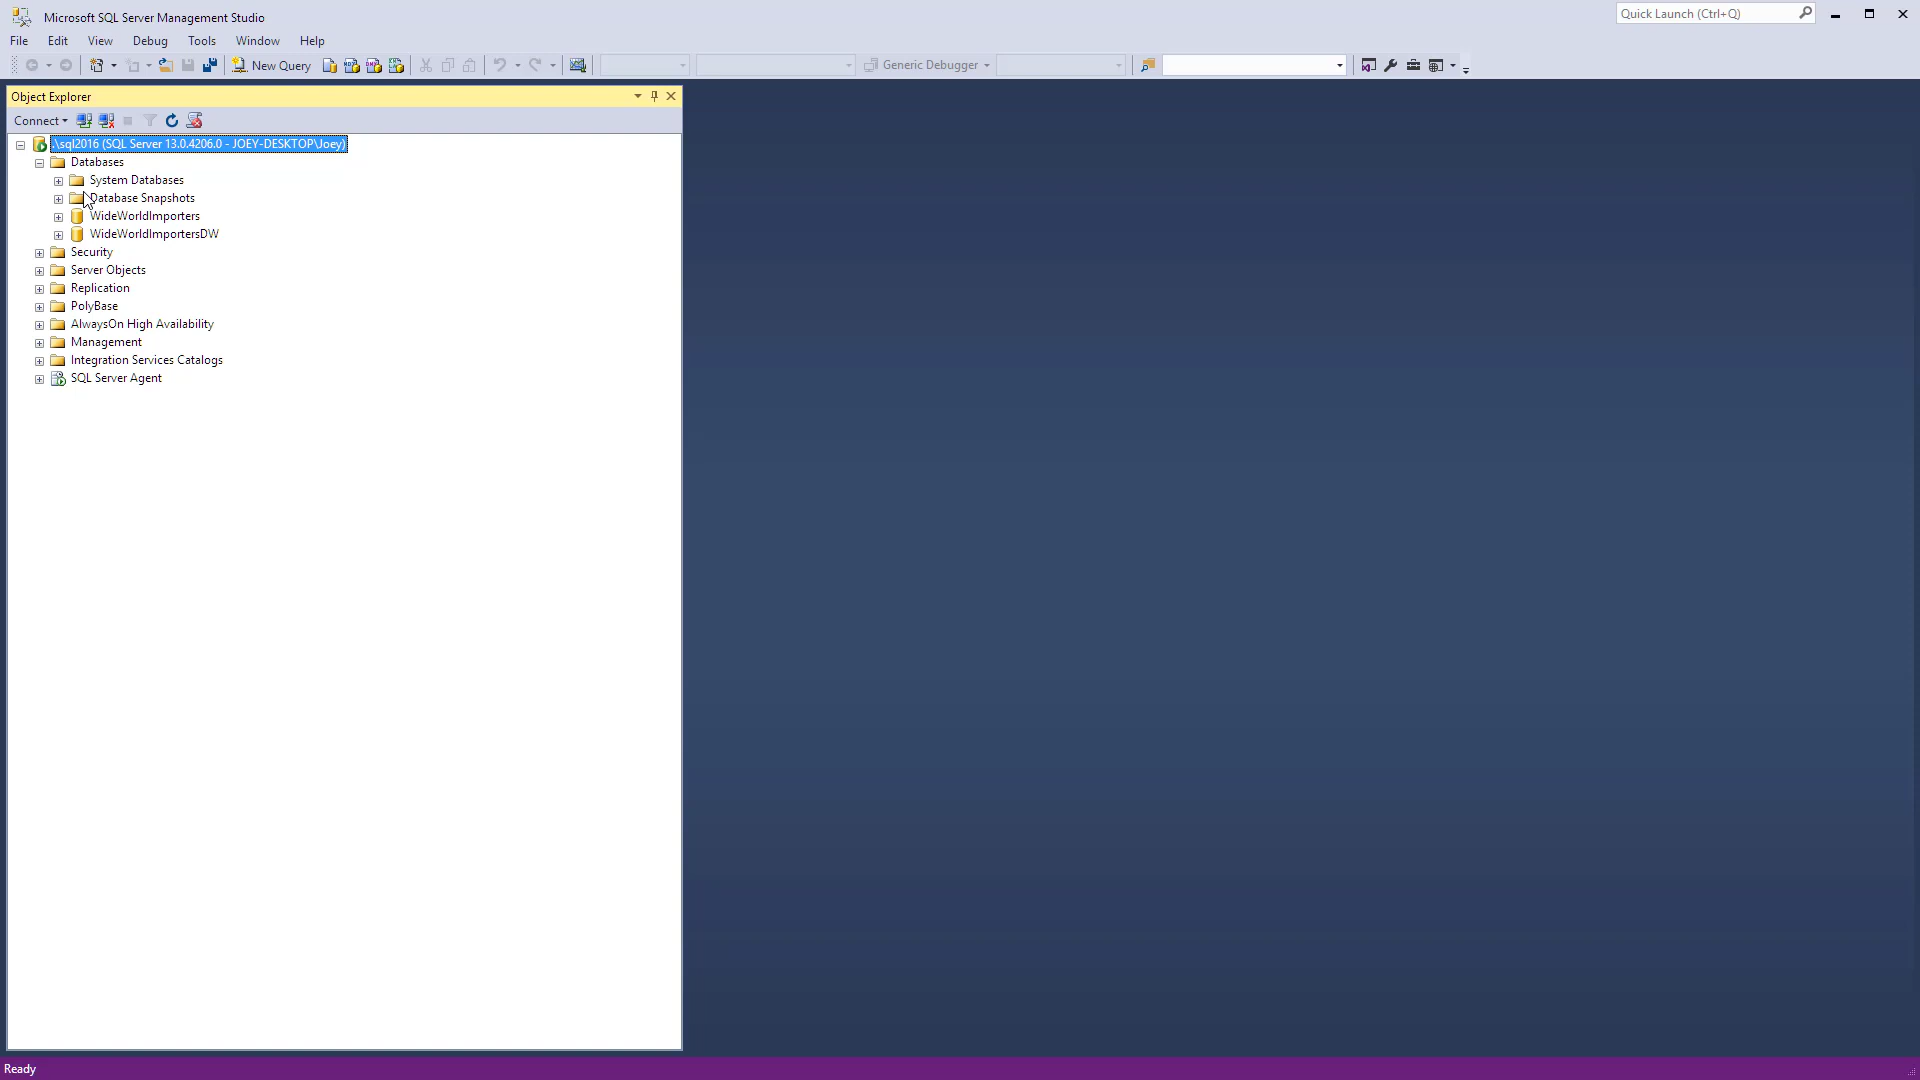 Microsoft SQL Server Management Studio
Quick Launch (Ctrl+Q)
File Edit View Debug Tools Window Help
New Query
Generic Debugger
Object Explorer
Connect
.\sql2016 (SQL Server 13.0.4206.0 - JOEY-DESKTOP\Joey)
Databases
System Databases
Database Snapshots
WideWorldImporters
WideWorldImportersDW
Security
Server Objects
Replication
PolyBase
AlwaysOn High Availability
Management
Integration Services Catalogs
SQL Server Agent
Ready